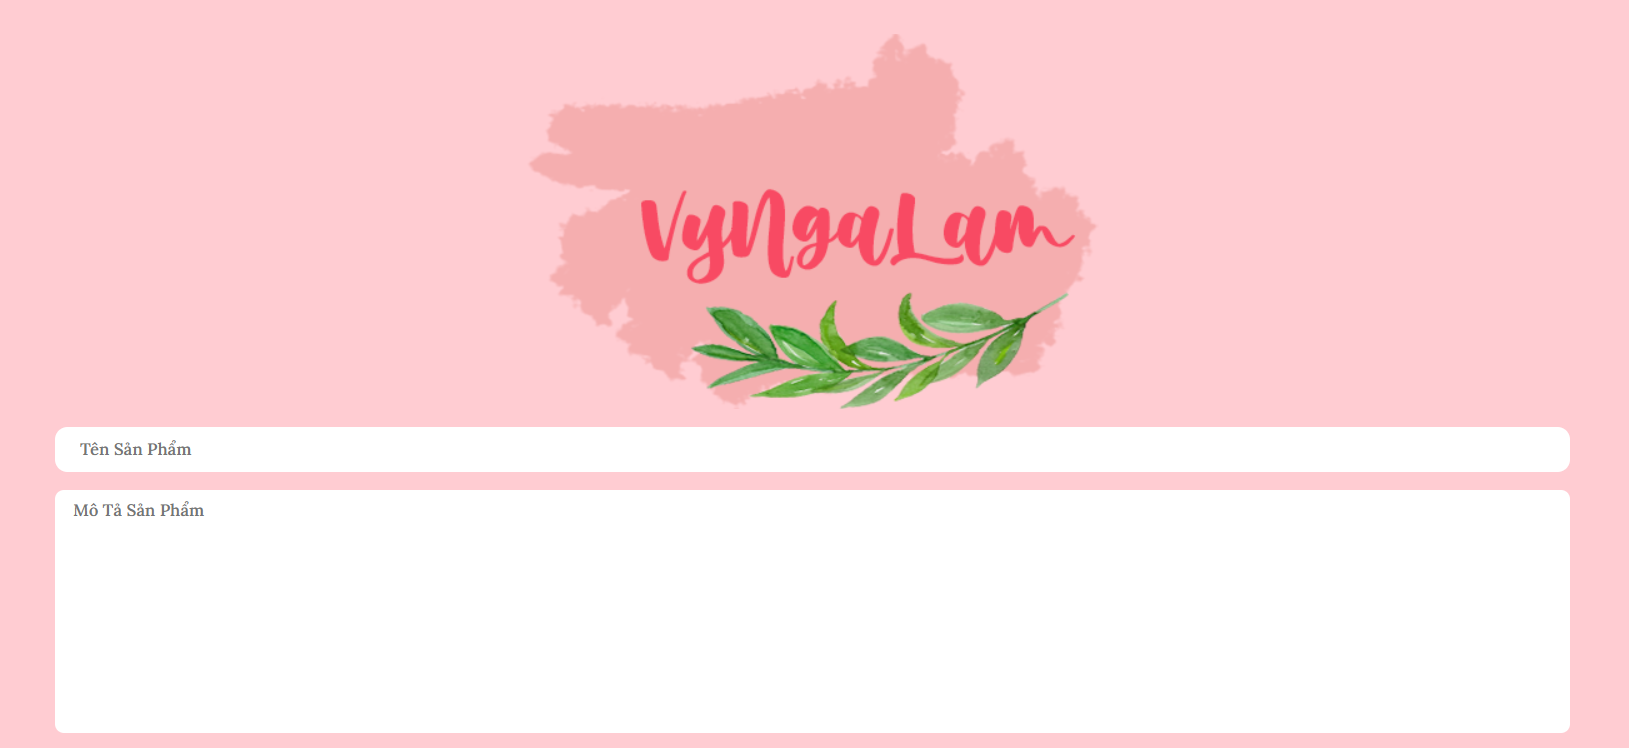 VyNgaLam
Tên Sản Phẩm
Mô Tả Sản Phẩm